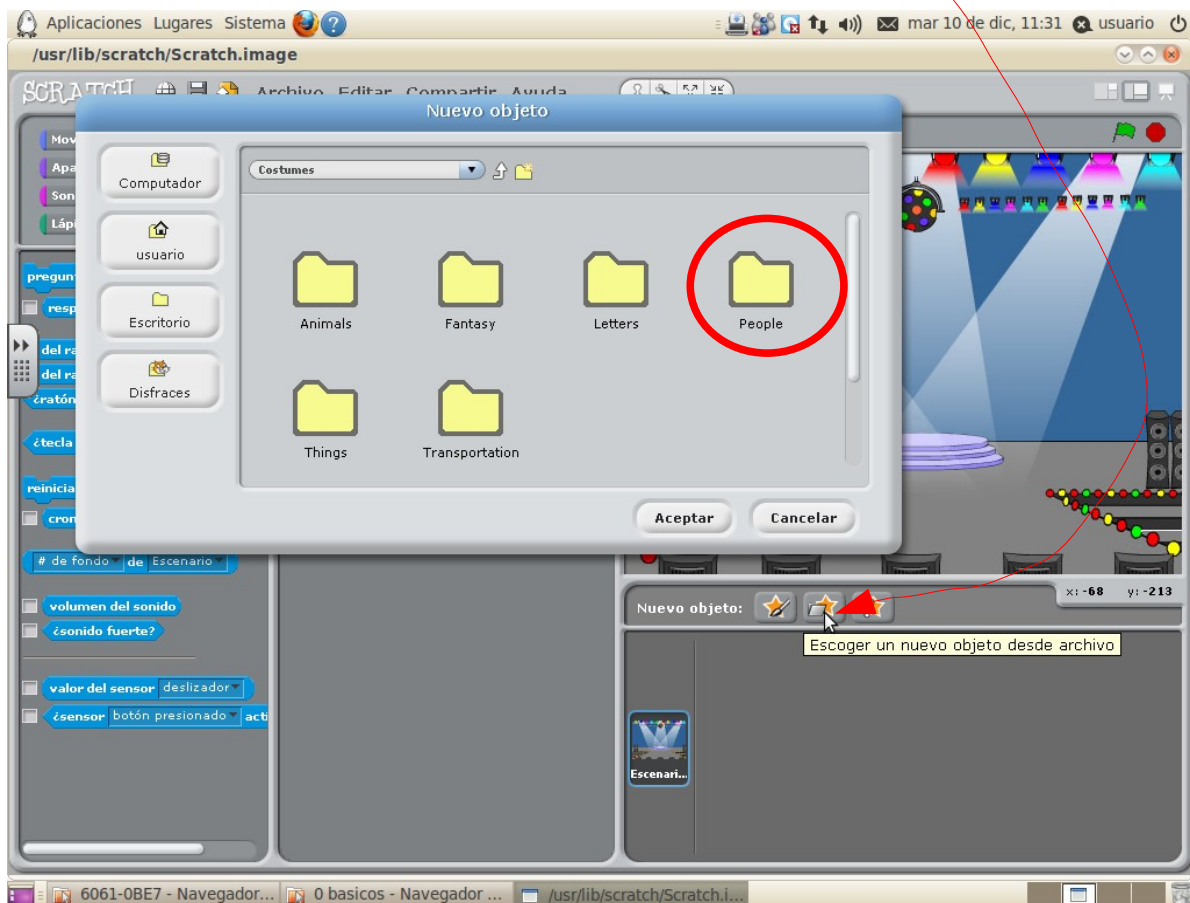 Aplicaciones Lugares Sistema
mar 10 de dic, 11:31 usuario
/usr/lib/scratch/Scratch.image
SCRATCH Archivo Editar Compartir Ayuda
Nuevo objeto
Mov
Apa
Son
Lápi
Computador
usuario
Escritorio
Disfraces
Costumes
Animals
Fantasy
Letters
People
Things
Transportation
Aceptar
Cancelar
pregun
resp
del ra
del ra
¿ratón
¿tecla
reinicia
cron
# de fondo de Escenario
volumen del sonido
¿sonido fuerte?
valor del sensor deslizador
¿sensor botón presionado acti
x: -68 y: -213
Nuevo objeto:
Escoger un nuevo objeto desde archivo
Escenari...
6061-0BE7 - Navegador...
0 basicos - Navegador ...
/usr/lib/scratch/Scratch.i...